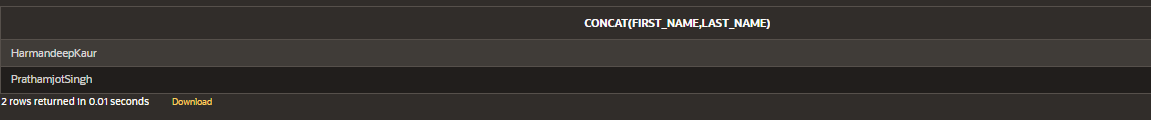 CONCAT(FIRST_NAME,LAST_NAME)
HarmandeepKaur
PrathamjotSingh
2 rows returned in 0.01 seconds Download